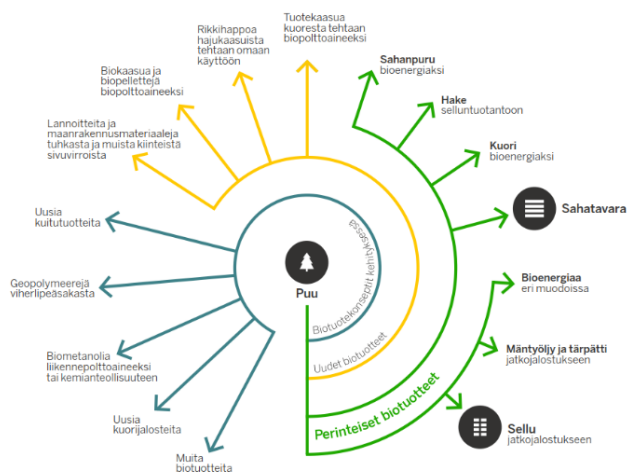 Tuotekaasua
kuoresta tehtaan
biopolttoaineeksi
Rikkihappoa
hajukaasuista
tehtaan omaan
käyttöön
Biokaasua ja
biopellettejä
biopolttoaineeksi
Lannoitteita ja
maanrakennusmateriaaleja
tuhkasta ja muista kiinteistä
sivuvirroista
Uusia
kuitutuotteita
Geopolymeerejä
viherlipeäsakasta
Biometanolia
liikennepolttoaineeksi
tai kemianteollisuuteen
Uusia
kuorijalosteita
Muita
biotuotteita
Sahanpuru
bioenergiaksi
Hake
selluntuotantoon
Kuori
bioenergiaksi
Sahatavara
Bioenergiaa
eri muodoissa
Mäntyöljy ja tärpätti
jatkojalostukseen
Sellu
jatkojalostukseen
Puu
Biotuotekonseptit kehityksessä
Uudet biotuotteet
Perinteiset biotuotteet